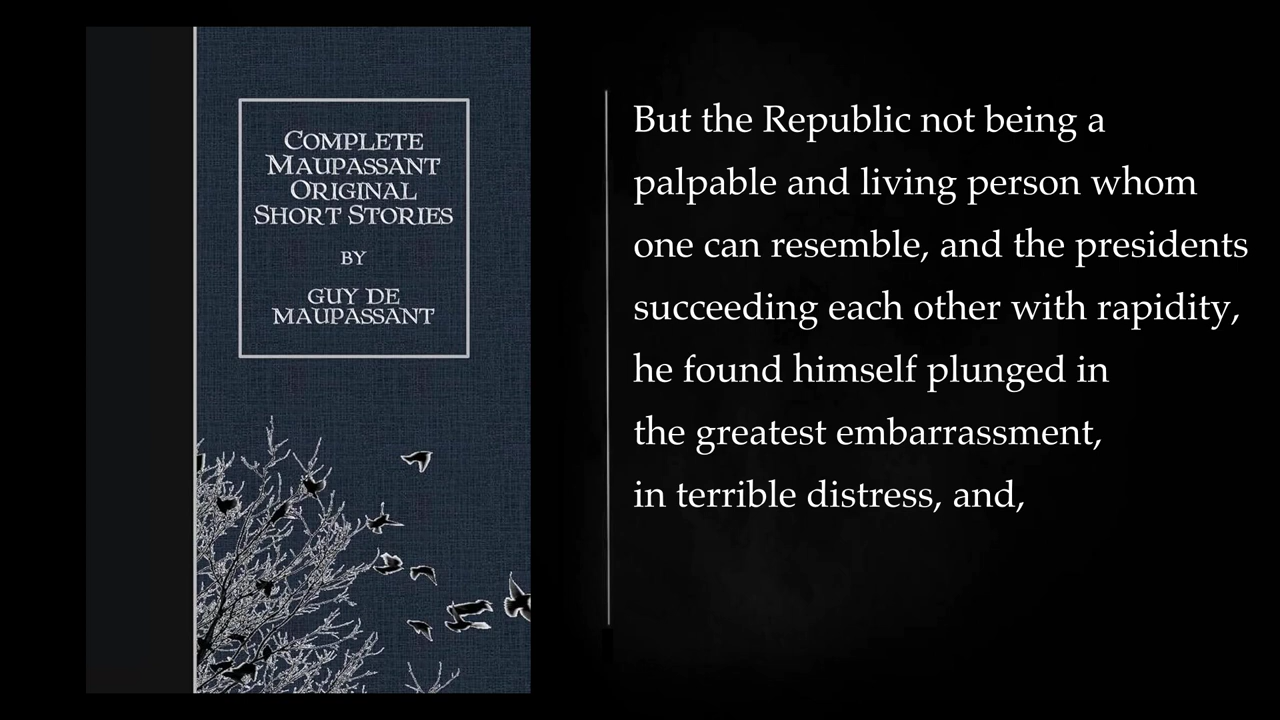 COMPLETE
MAUPASSANT
ORIGINAL
SHORT STORIES
BY
GUY DE
MAUPASSANT
But the Republic not being a
palpable and living person whom
one can resemble, and the presidents
succeeding each other with rapidity,
he found himself plunged in
the greatest embarrassment,
in terrible distress, and,